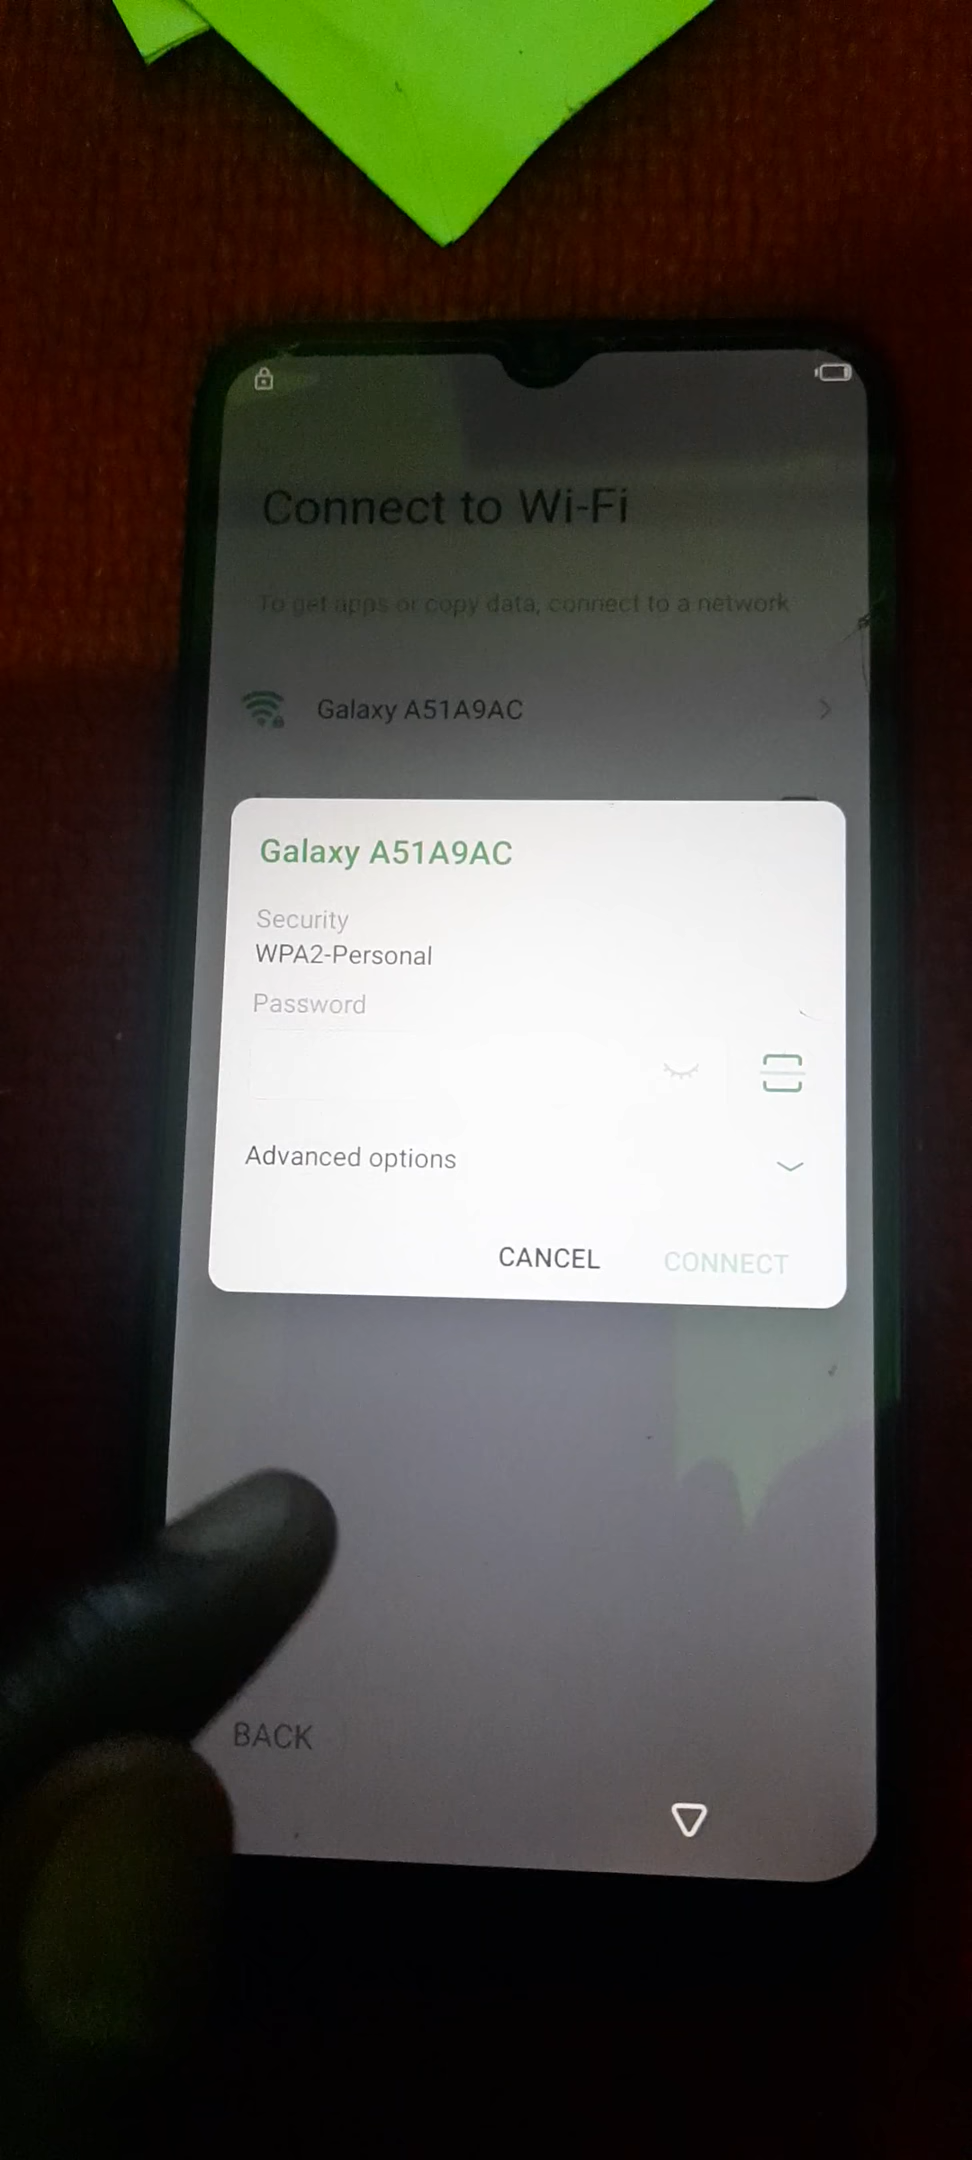 Connect to Wi-Fi
To get apps or copy data, connect to a network
Galaxy A51A9AC
Galaxy A51A9AC
Security
WPA2-Personal
Password
Advanced options
CANCEL
CONNECT
BACK